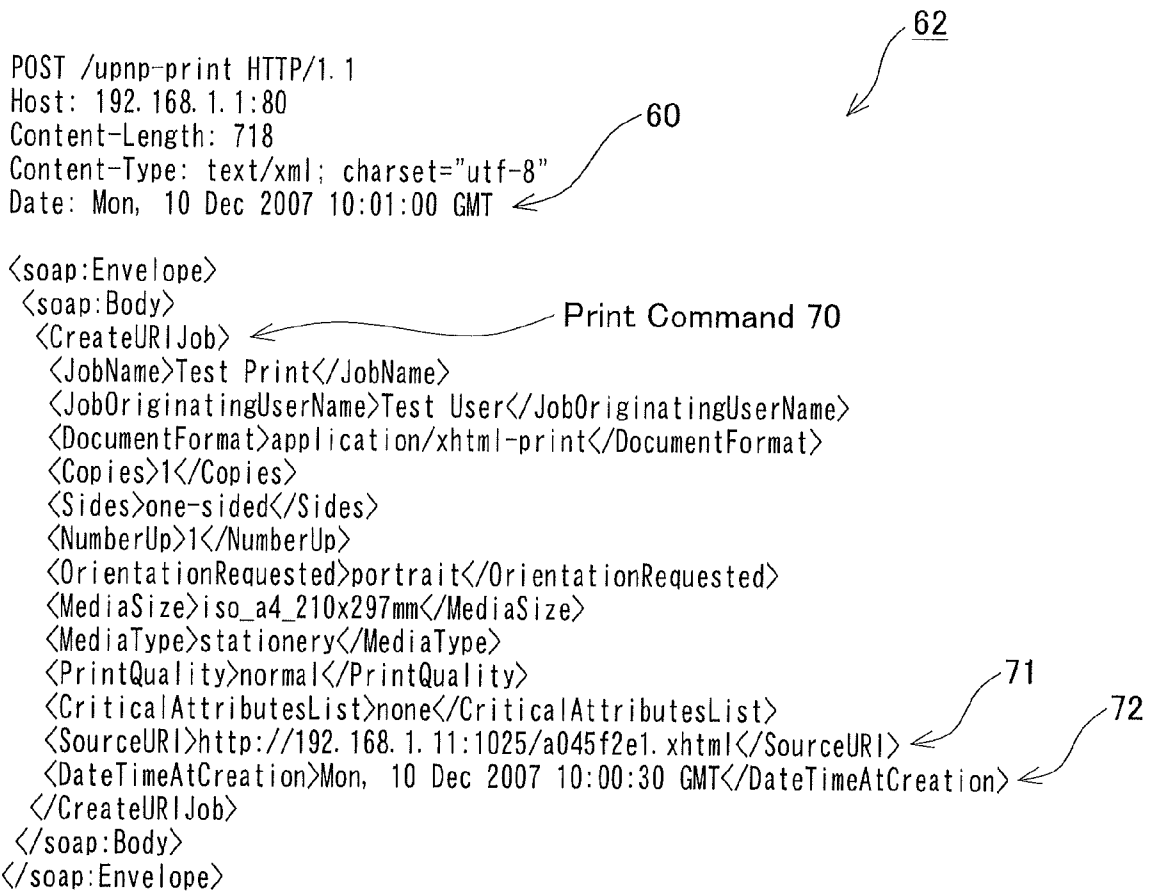 62
POST /upnp-print HTTP/1.1
Host: 192.168.1.1:80
60
Content-Length: 718
Content-Type: text/xml; charset="utf-8"
Date: Mon, 10 Dec 2007 10:01:00 GMT
<soap:Envelope>
<soap:Body>
Print Command 70
<CreateURIJob>
<JobName>Test Print</JobName>
<JobOriginatingUserName>Test User</JobOriginatingUserName>
<DocumentFormat>application/xhtml-print</DocumentFormat>
<Copies>1</Copies>
<Sides>one-sided</Sides>
<NumberUp>1</NumberUp>
<OrientationRequested>portrait</OrientationRequested>
<MediaSize>iso_a4_210x297mm</MediaSize>
<MediaType>stationery</MediaType>
<PrintQuality>normal</PrintQuality>
71
<CriticalAttributesList>none</CriticalAttributesList>
72
<SourceURI>http://192.168.1.11:1025/a045f2e1.xhtml</SourceURI>
<DateTimeAtCreation>Mon, 10 Dec 2007 10:00:30 GMT</DateTimeAtCreation>
</CreateURIJob>
</soap:Body>
</soap:Envelope>